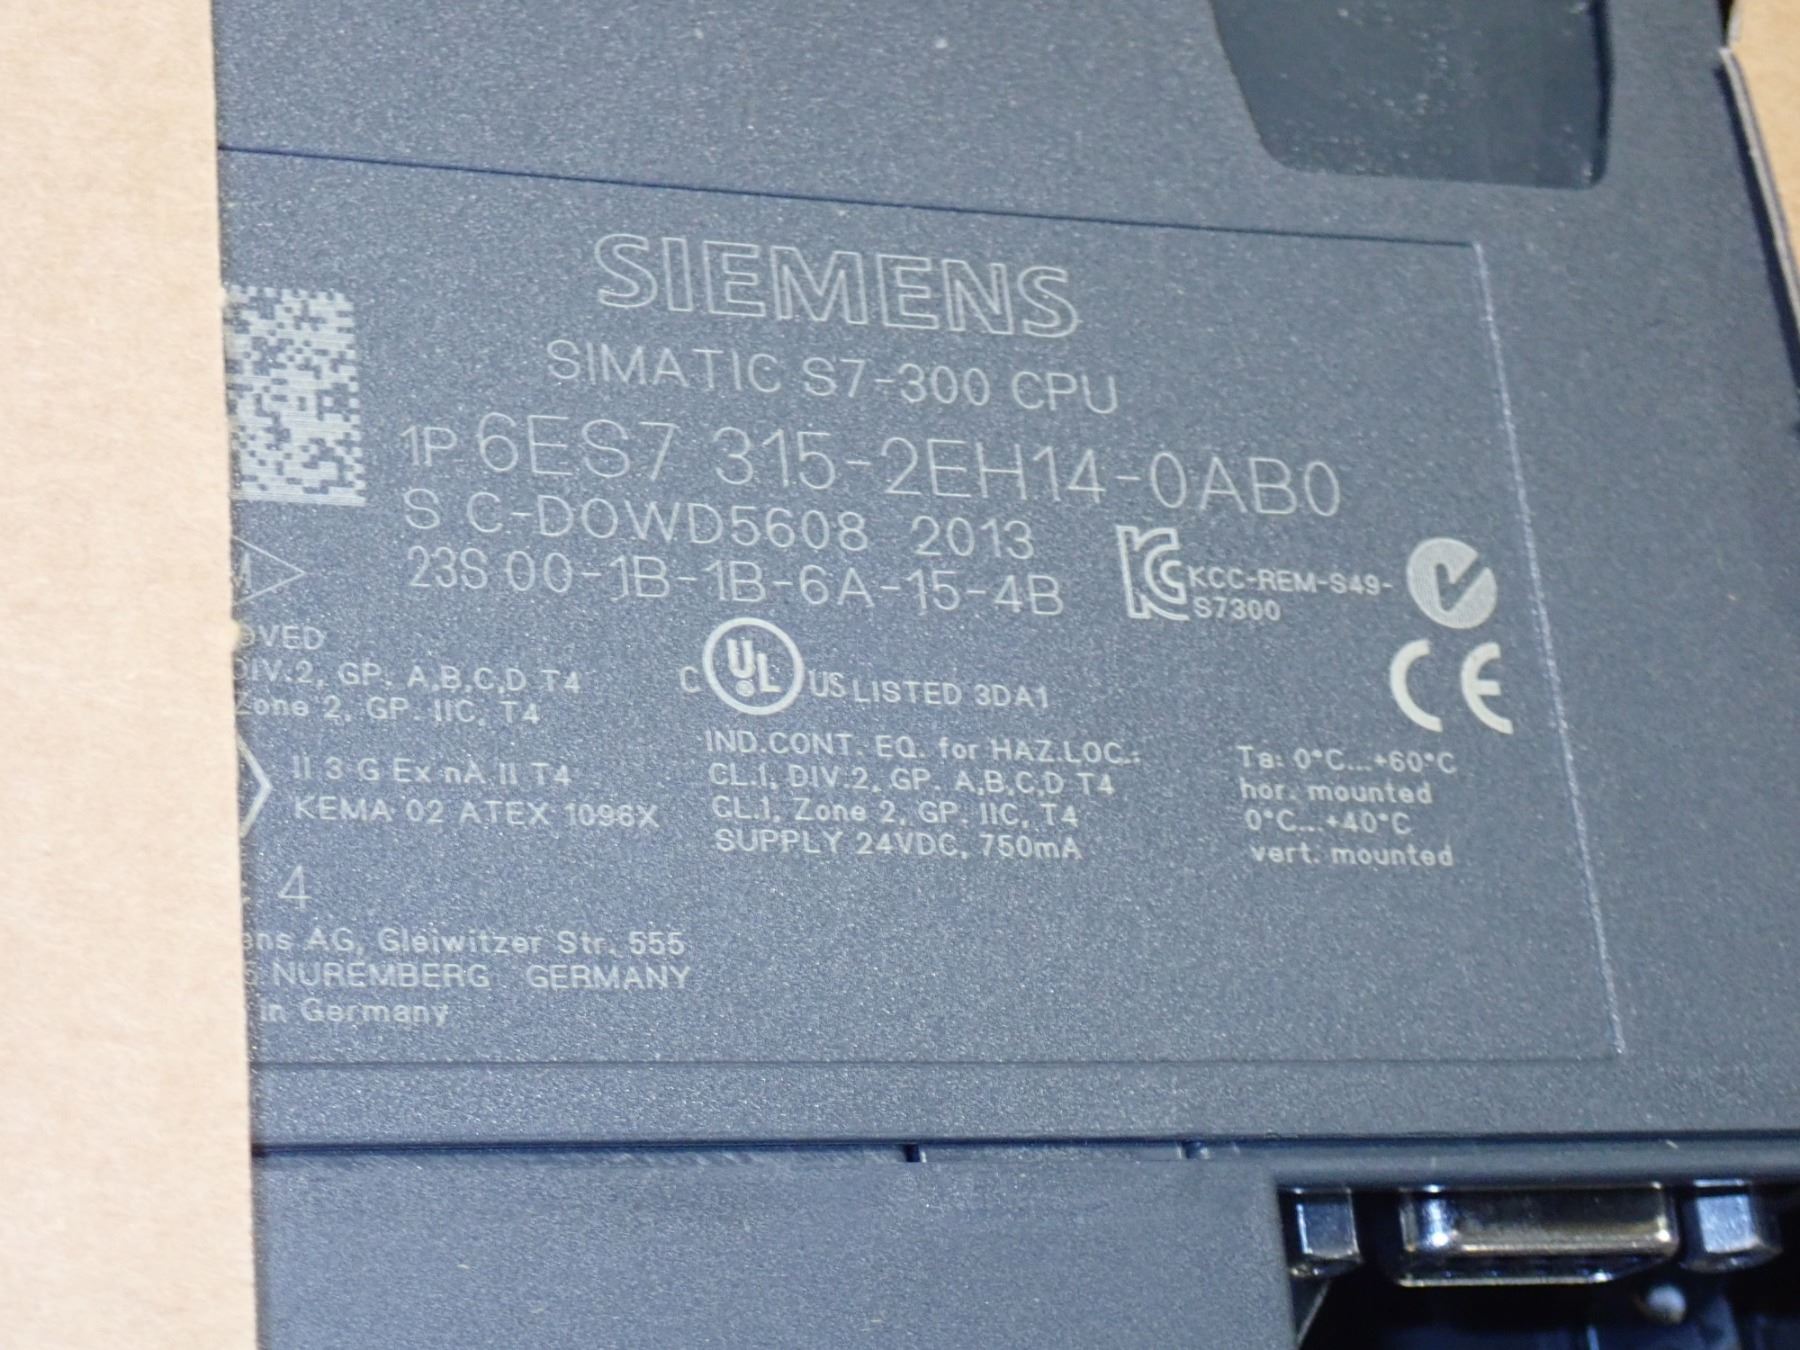 SIEMENS
SIMATIC S7-300 CPU
1P 6ES7 315-2EH14-0AB0
S C-D0WD5608 2013
23S 00-1B-1B-6A-15-4B
KCC-REM-S49-
S7300
DIV.2, GP. A,B,C,D T4
Zone 2, GP. IIC, T4
C UL US LISTED 3DA1
CE
II 3 G Ex nA II T4
KEMA 02 ATEX 1096X
IND.CONT. EQ. for HAZ.LOC.:
CL.I, DIV.2, GP. A,B,C,D T4
CL.I, Zone 2, GP. IIC, T4
SUPPLY 24VDC, 750mA
Ta: 0°C...+60°C
hor. mounted
0°C...+40°C
vert. mounted
4
AG, Gleiwitzer Str. 555
NUREMBERG GERMANY
in Germany